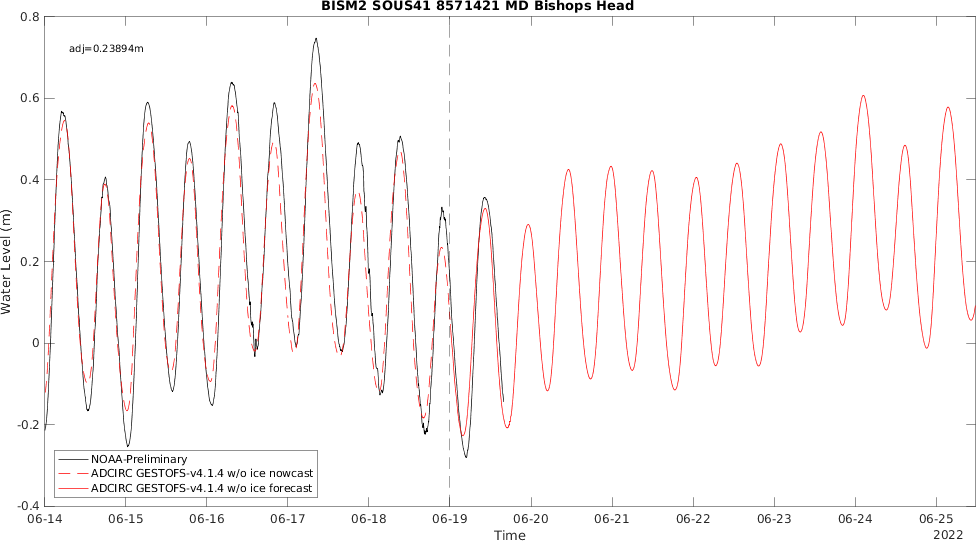 BISM2 SOUS41 8571421 MD Bishops Head
adj=0.23894m
0.8
0.6
0.4
0.2
0
-0.2
-0.4
Water Level (m)
NOAA-Preliminary
ADCIRC GESTOFS-v4.1.4 w/o ice nowcast
ADCIRC GESTOFS-v4.1.4 w/o ice forecast
06-14 06-15 06-16 06-17 06-18 06-19 06-20 06-21 06-22 06-23 06-24 06-25
Time
2022